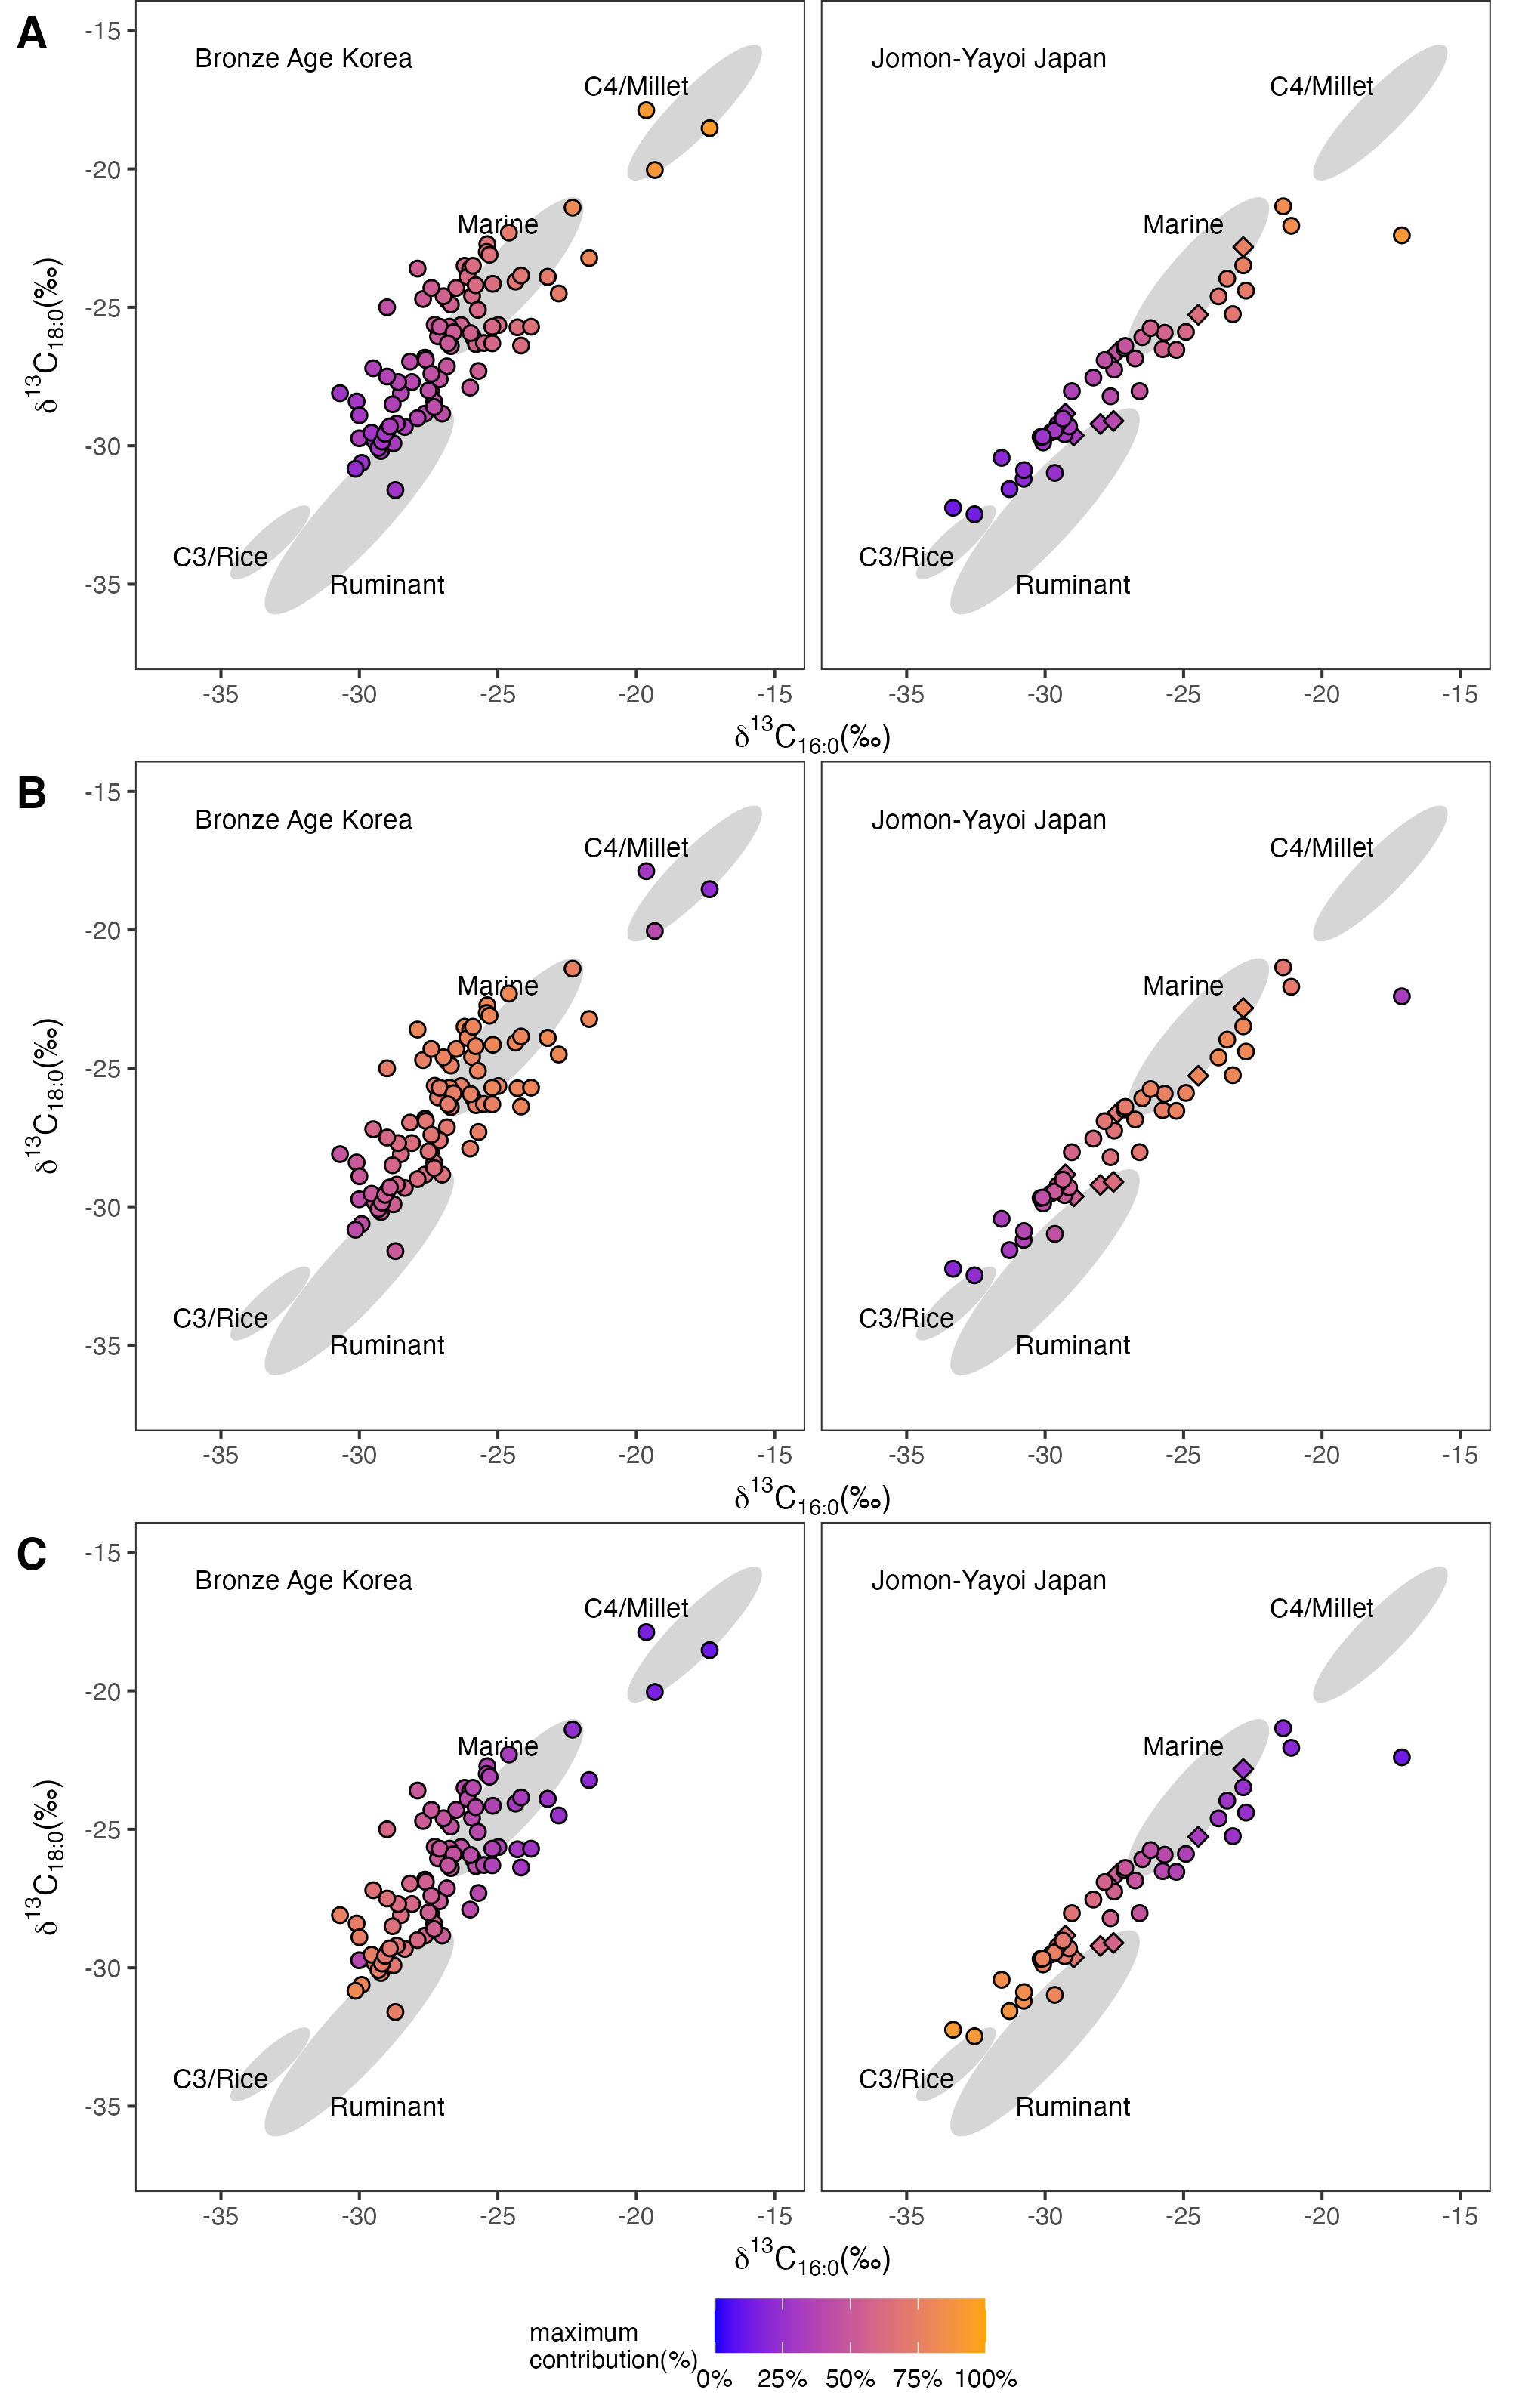 A
Bronze Age Korea
C4/Millet
Marine
C3/Rice
Ruminant
Jomon-Yayoi Japan
C4/Millet
Marine
C3/Rice
Ruminant
-15
-20
-25
-30
-35
δ¹³C₁₈:₀(‰)
-35 -30 -25 -20 -15
-35 -30 -25 -20 -15
δ¹³C₁₆:₀(‰)
B
Bronze Age Korea
C4/Millet
Marine
C3/Rice
Ruminant
Jomon-Yayoi Japan
C4/Millet
Marine
C3/Rice
Ruminant
-15
-20
-25
-30
-35
δ¹³C₁₈:₀(‰)
-35 -30 -25 -20 -15
-35 -30 -25 -20 -15
δ¹³C₁₆:₀(‰)
C
Bronze Age Korea
C4/Millet
Marine
C3/Rice
Ruminant
Jomon-Yayoi Japan
C4/Millet
Marine
C3/Rice
Ruminant
-15
-20
-25
-30
-35
δ¹³C₁₈:₀(‰)
-35 -30 -25 -20 -15
-35 -30 -25 -20 -15
δ¹³C₁₆:₀(‰)
maximum
contribution(%)
0% 25% 50% 75% 100%